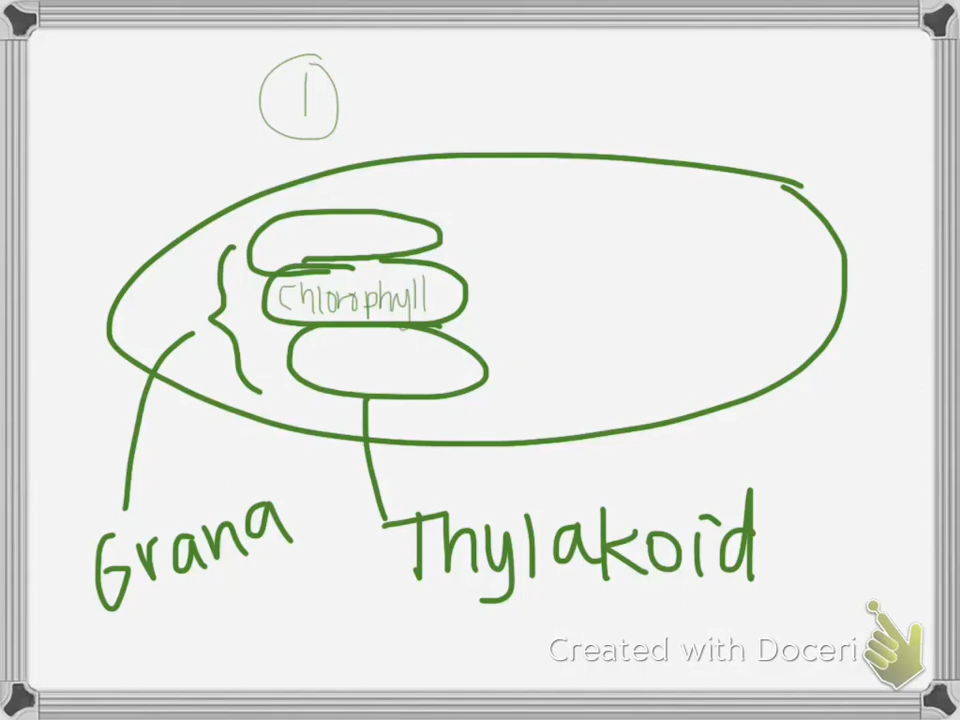 1
Chlorophyll
Grana
Thylakoid
Created with Doceri